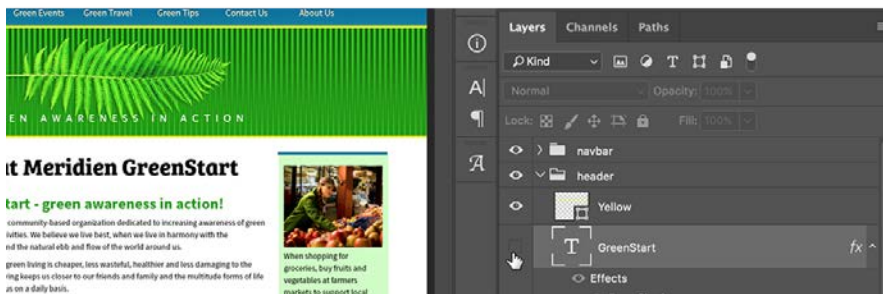 Green Events Green Travel Green Tips Contact Us About Us
EN AWARENESS IN ACTION
at Meridien GreenStart
tart - green awareness in action!
community-based organization dedicated to increasing awareness of green
ivities. We believe we live best, when we live in harmony with the
nd the natural ebb and flow of the world around us.
green living is cheaper, less wasteful, healthier and less damaging to the
ing keeps us closer to our friends and family and the multitude forms of life
us on a daily basis.
When shopping for
groceries, buy fruits and
vegetables at farmers
markets to support local
Layers Channels Paths
Kind
Normal Opacity: 100%
Lock: Fill: 100%
navbar
header
Yellow
GreenStart fx
Effects